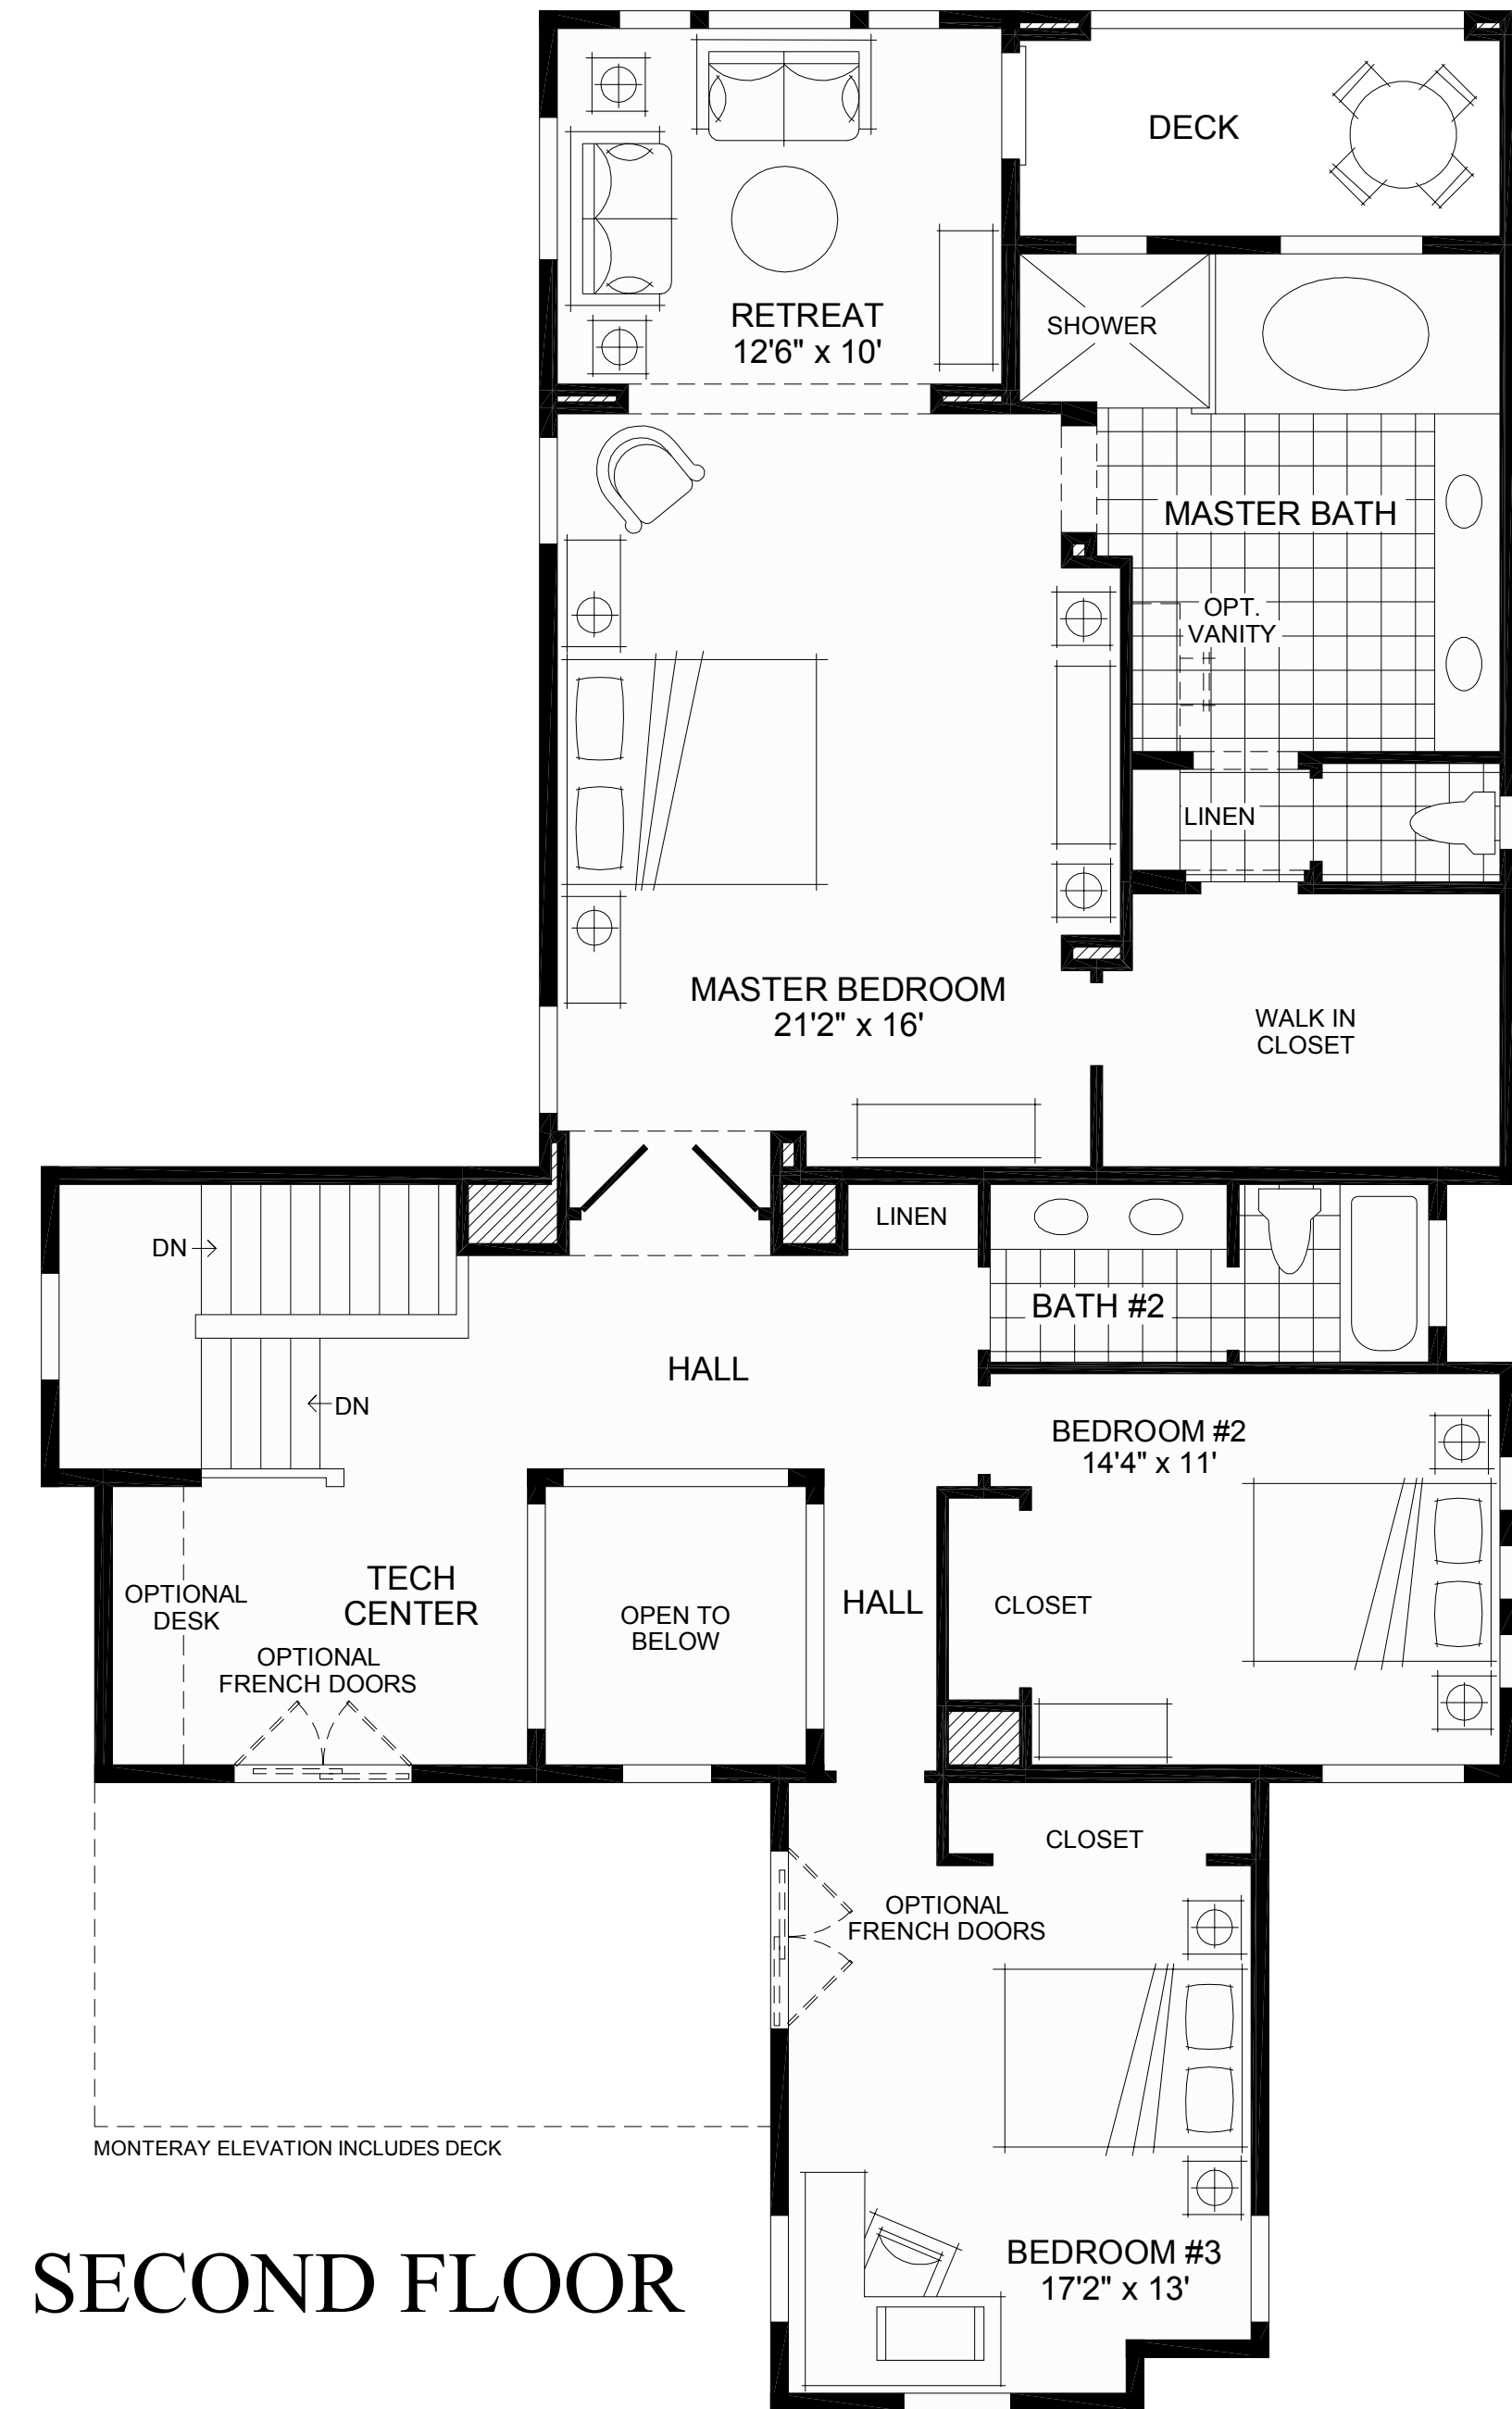 DECK
RETREAT
12'6" x 10'
SHOWER
MASTER BATH
OPT.
VANITY
LINEN
MASTER BEDROOM
21'2" x 16'
WALK IN
CLOSET
DN
LINEN
BATH #2
HALL
DN
BEDROOM #2
14'4" x 11'
TECH
CENTER
OPTIONAL
DESK
OPTIONAL
FRENCH DOORS
OPEN TO
BELOW
HALL
CLOSET
CLOSET
OPTIONAL
FRENCH DOORS
MONTERAY ELEVATION INCLUDES DECK
BEDROOM #3
17'2" x 13'
SECOND FLOOR